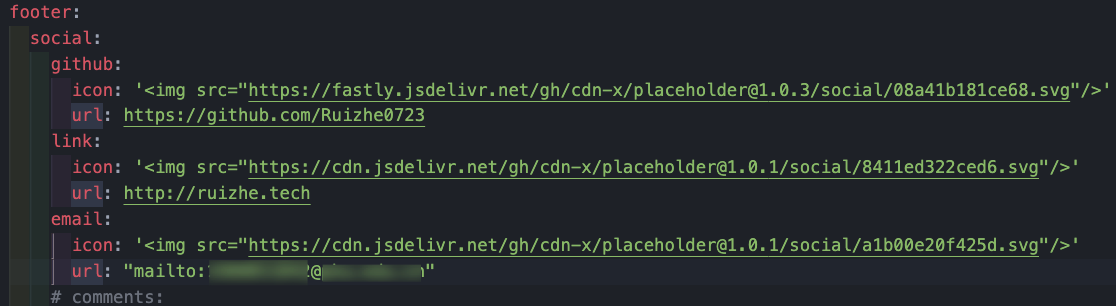 footer:
social:
github:
icon: '<img src="https://fastly.jsdelivr.net/gh/cdn-x/placeholder@1.0.3/social/08a41b181ce68.svg"/>'
url: https://github.com/Ruizhe0723
link:
icon: '<img src="https://cdn.jsdelivr.net/gh/cdn-x/placeholder@1.0.1/social/8411ed322ced6.svg"/>'
url: http://ruizhe.tech
email:
icon: '<img src="https://cdn.jsdelivr.net/gh/cdn-x/placeholder@1.0.1/social/a1b00e20f425d.svg"/>'
url: "mailto:
# comments: